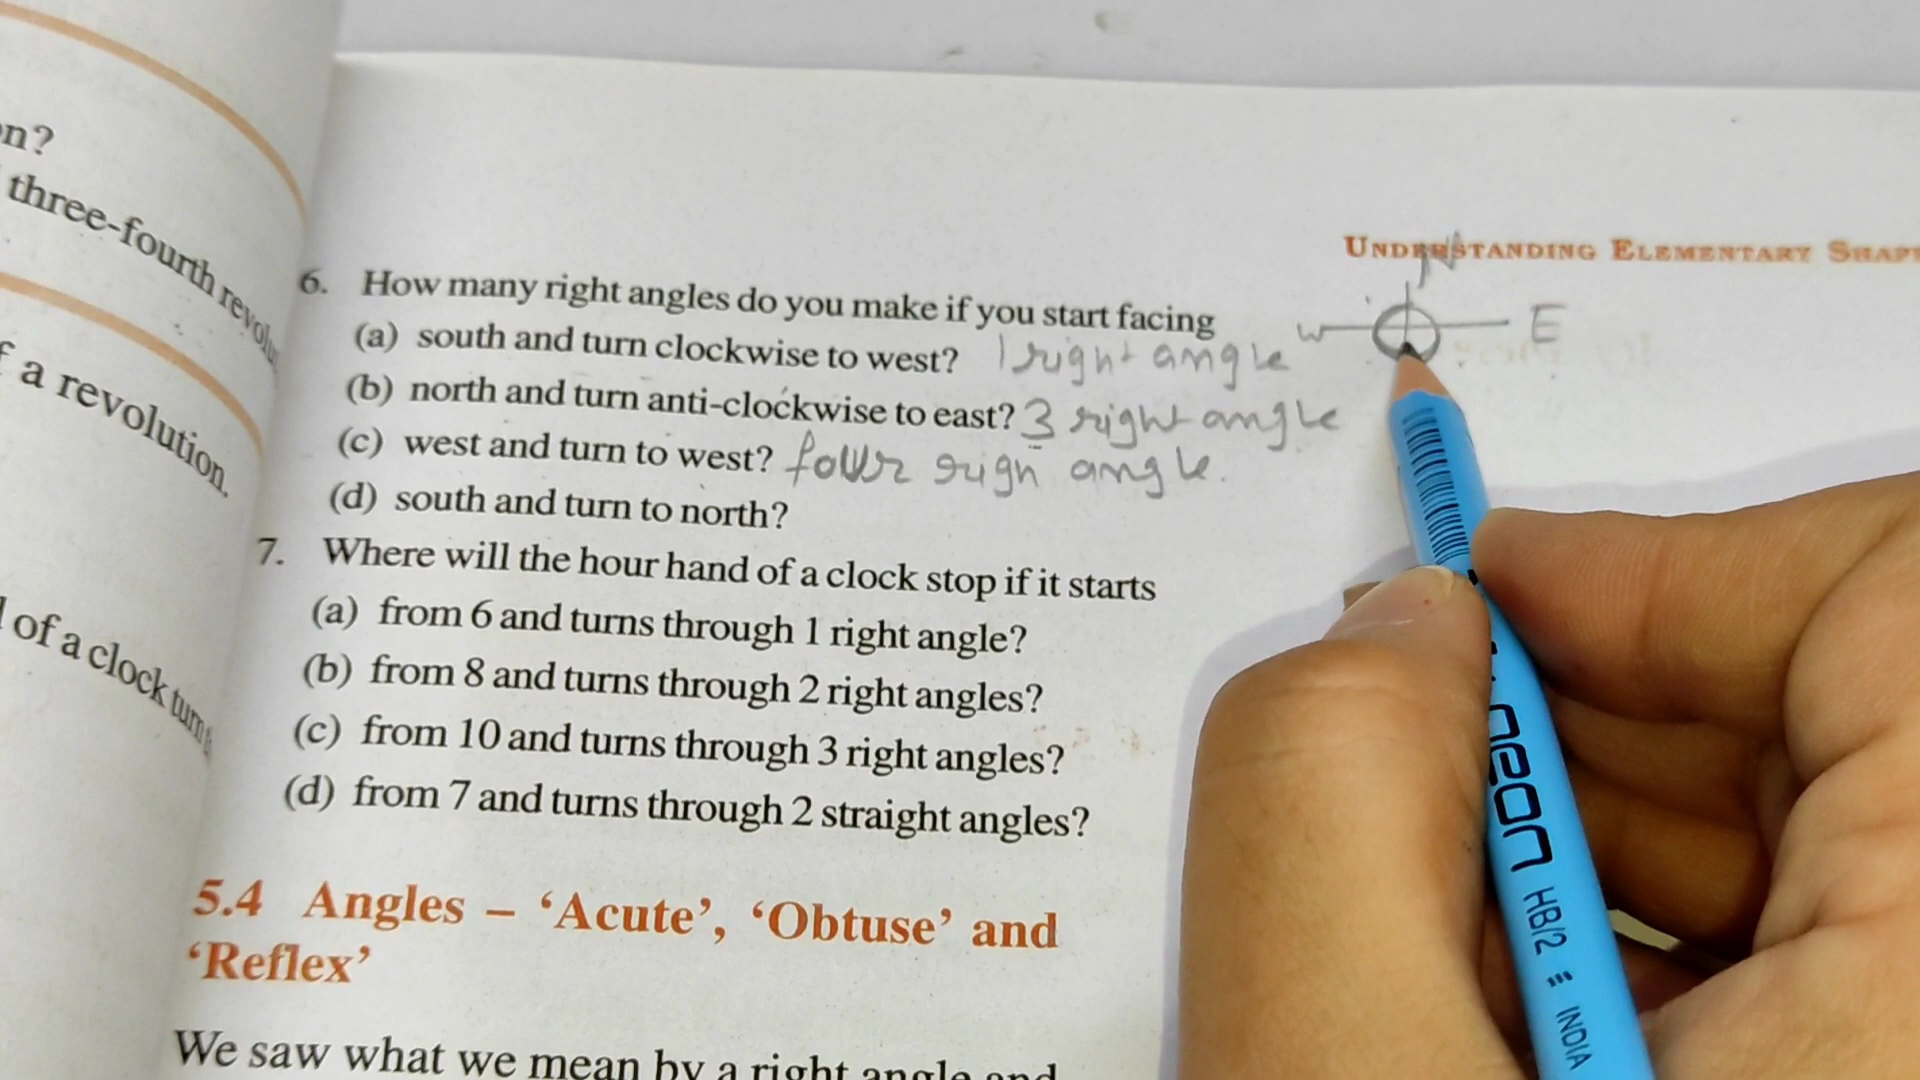 n?
three-fourth
f a revolution.
of a clock turn
UNDERSTANDING ELEMENTARY SHAP
N
W E
6. How many right angles do you make if you start facing
(a) south and turn clockwise to west? 1 right angle
(b) north and turn anti-clockwise to east? 3 right angle
(c) west and turn to west? four righ angle.
(d) south and turn to north?
7. Where will the hour hand of a clock stop if it starts
(a) from 6 and turns through 1 right angle?
(b) from 8 and turns through 2 right angles?
(c) from 10 and turns through 3 right angles?
(d) from 7 and turns through 2 straight angles?
5.4 Angles – ‘Acute’, ‘Obtuse’ and
‘Reflex’
We saw what we mean by a right angle and
neon HB/2 INDIA